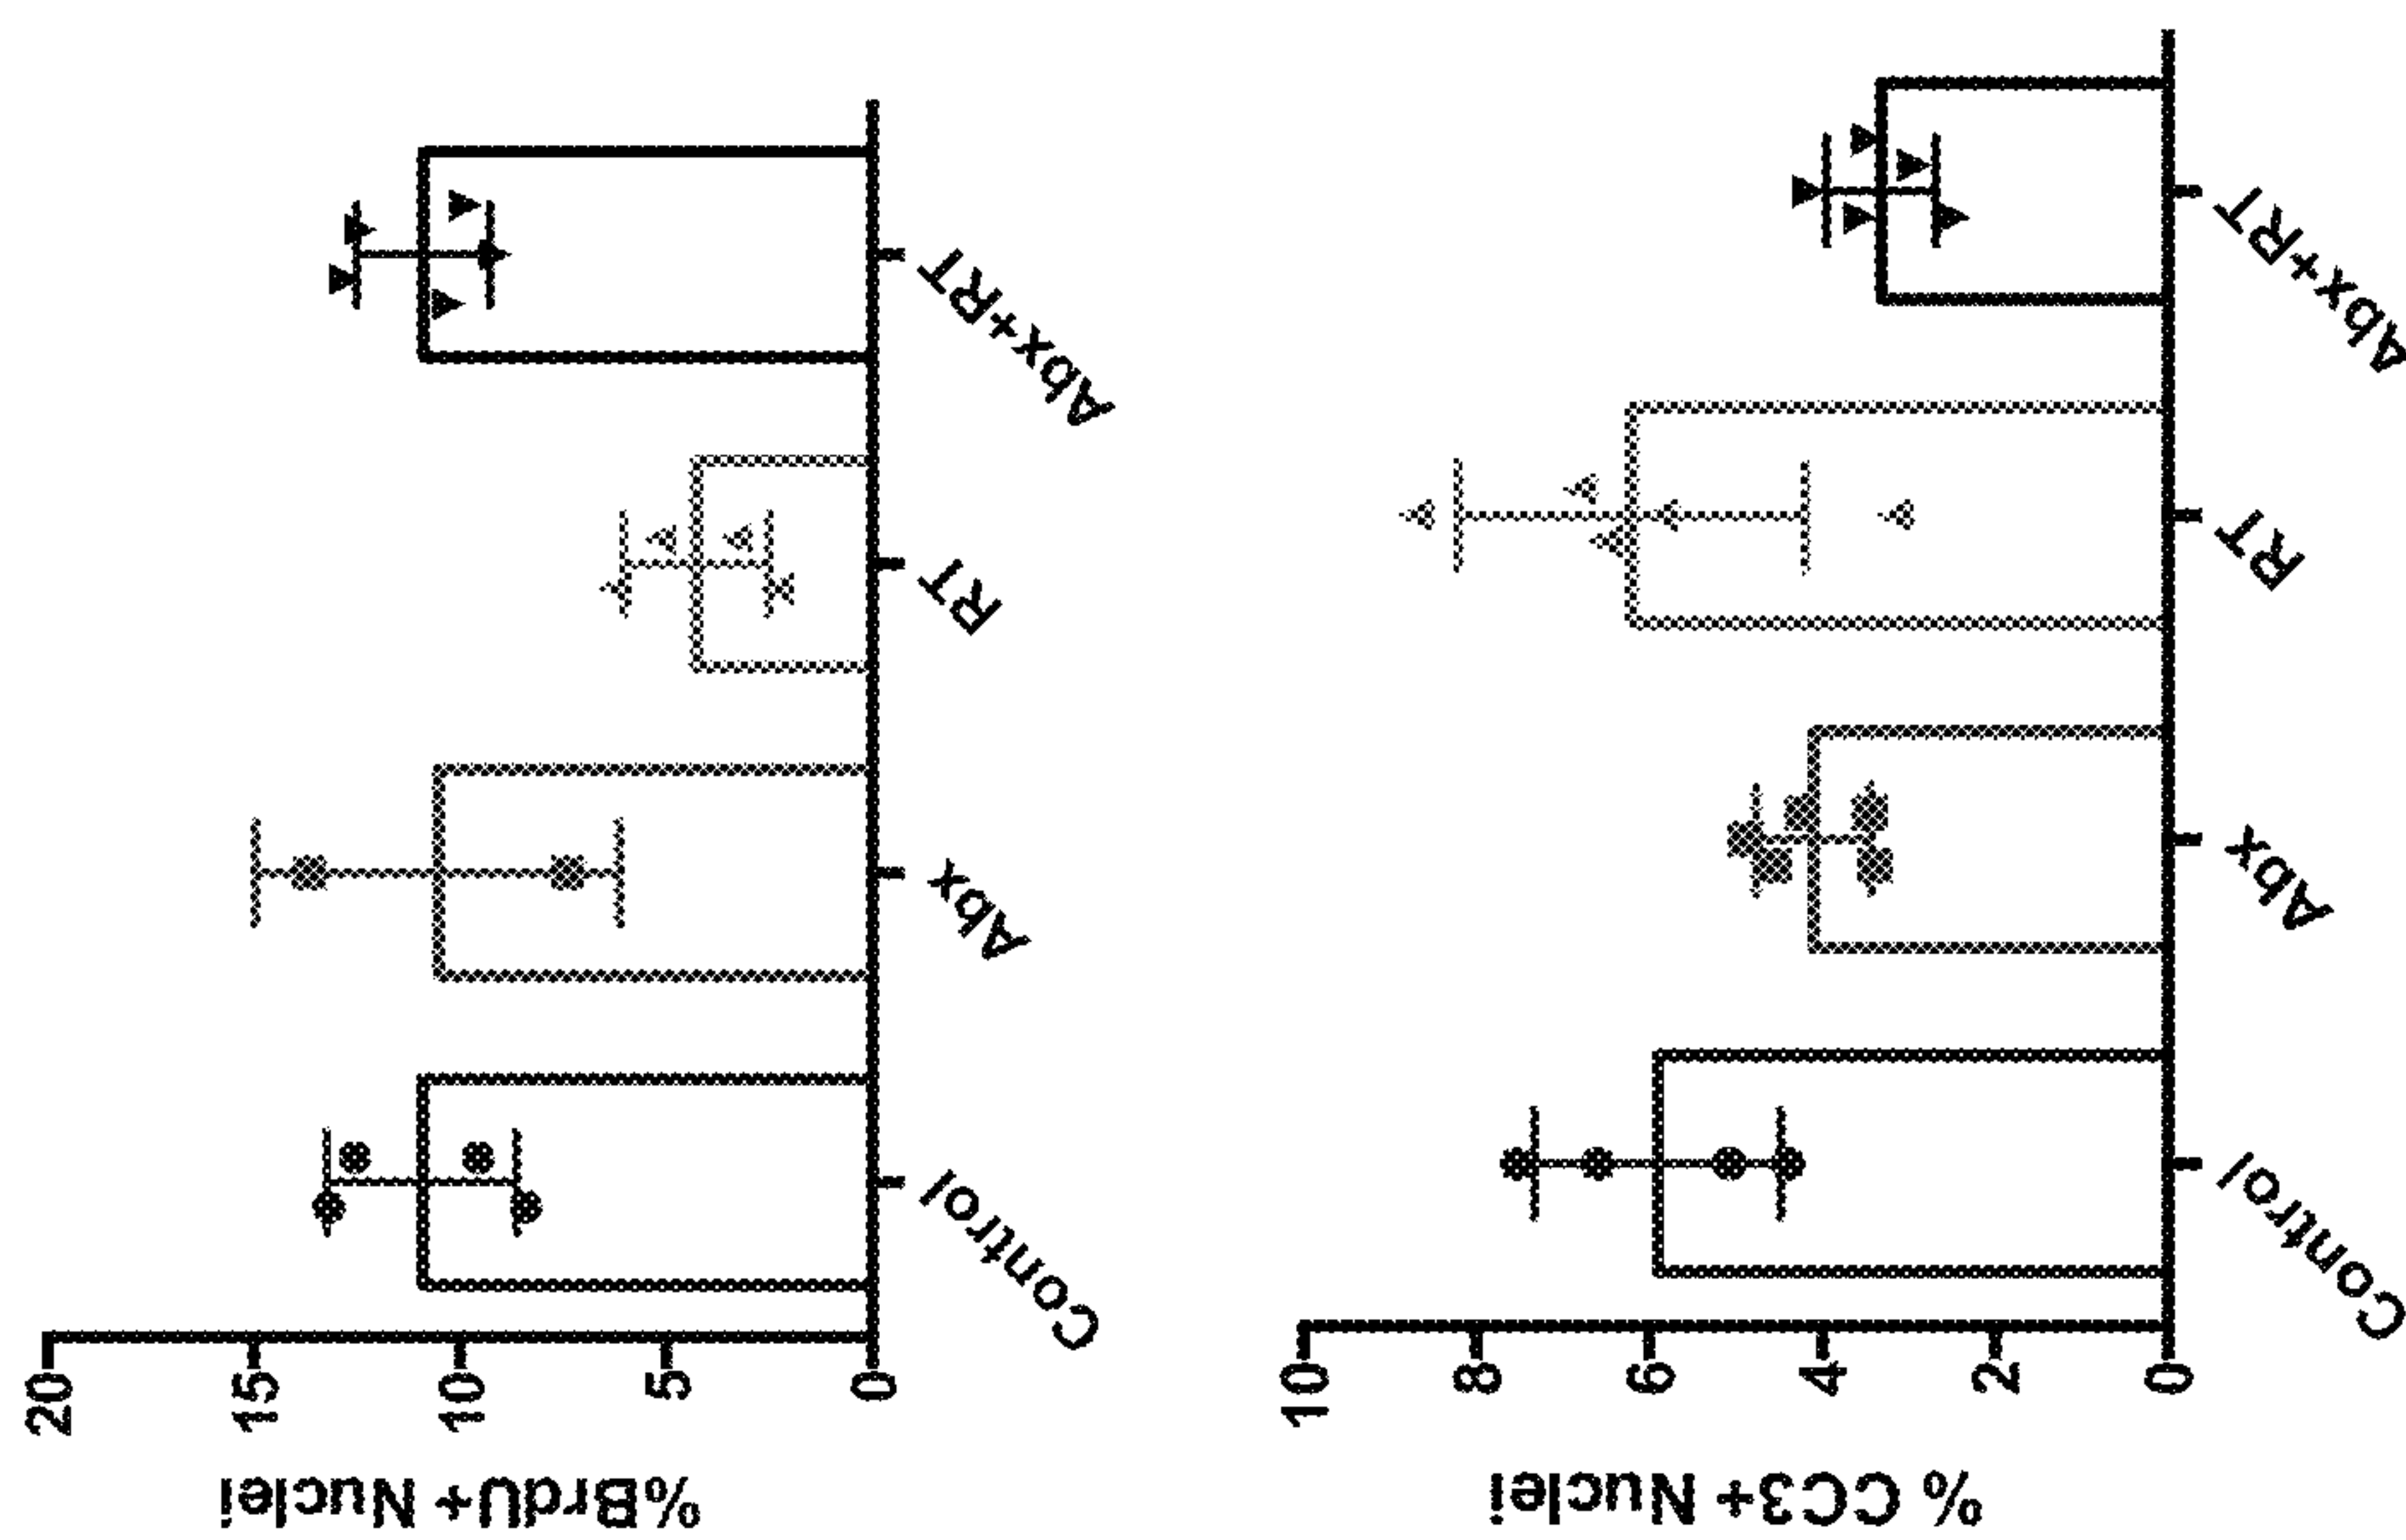 %BrdU+ Nuclei
20
15
10
5
0
Control
Abx
RT
Abx+RT
% CC3+ Nuclei
10
8
6
4
2
0
Control
Abx
RT
Abx+RT